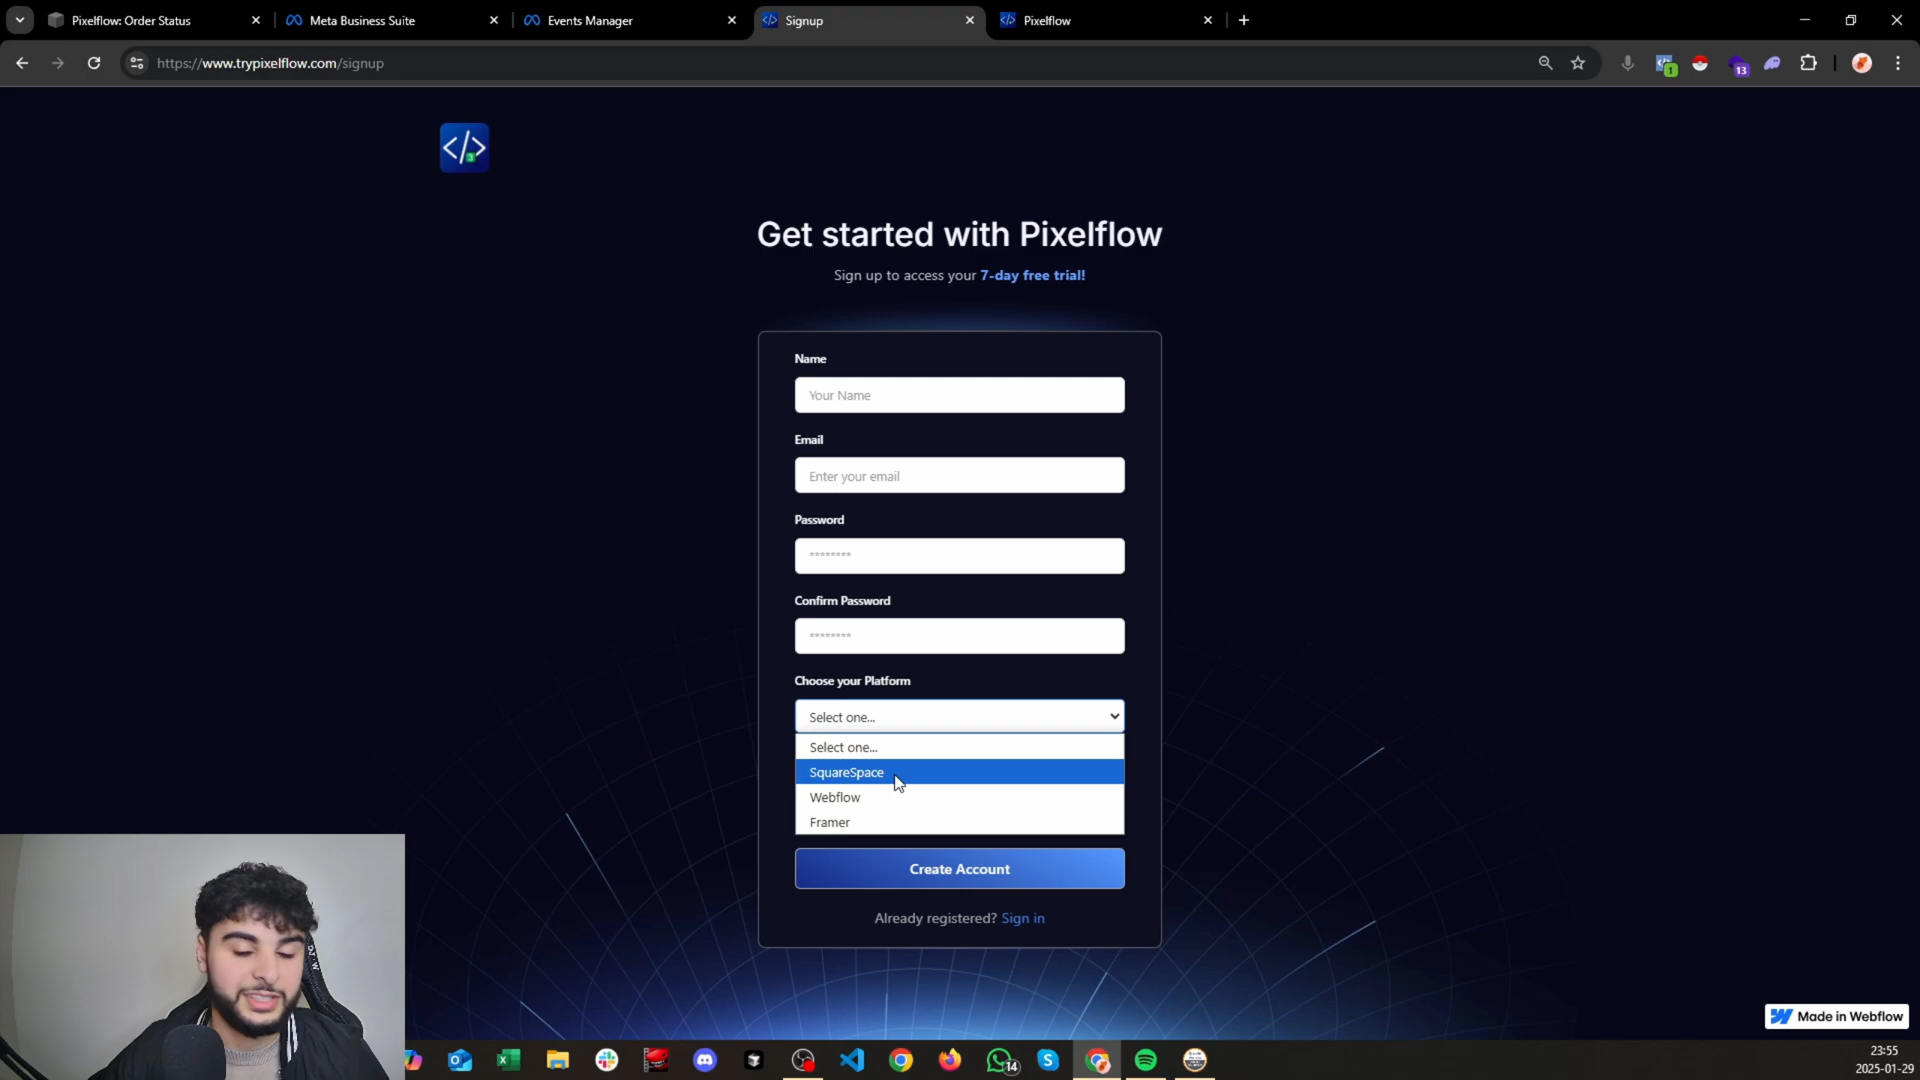 Pixelflow: Order Status
Meta Business Suite
Events Manager
Signup
Pixelflow
https://www.trypixelflow.com/signup
1
13
</>
Get started with Pixelflow
Sign up to access your 7-day free trial!
Name
Your Name
Email
Enter your email
Password
********
Confirm Password
********
Choose your Platform
Select one...
Select one...
SquareSpace
Webflow
Framer
Create Account
Already registered? Sign in
Made in Webflow
14
23:55
2025-01-29